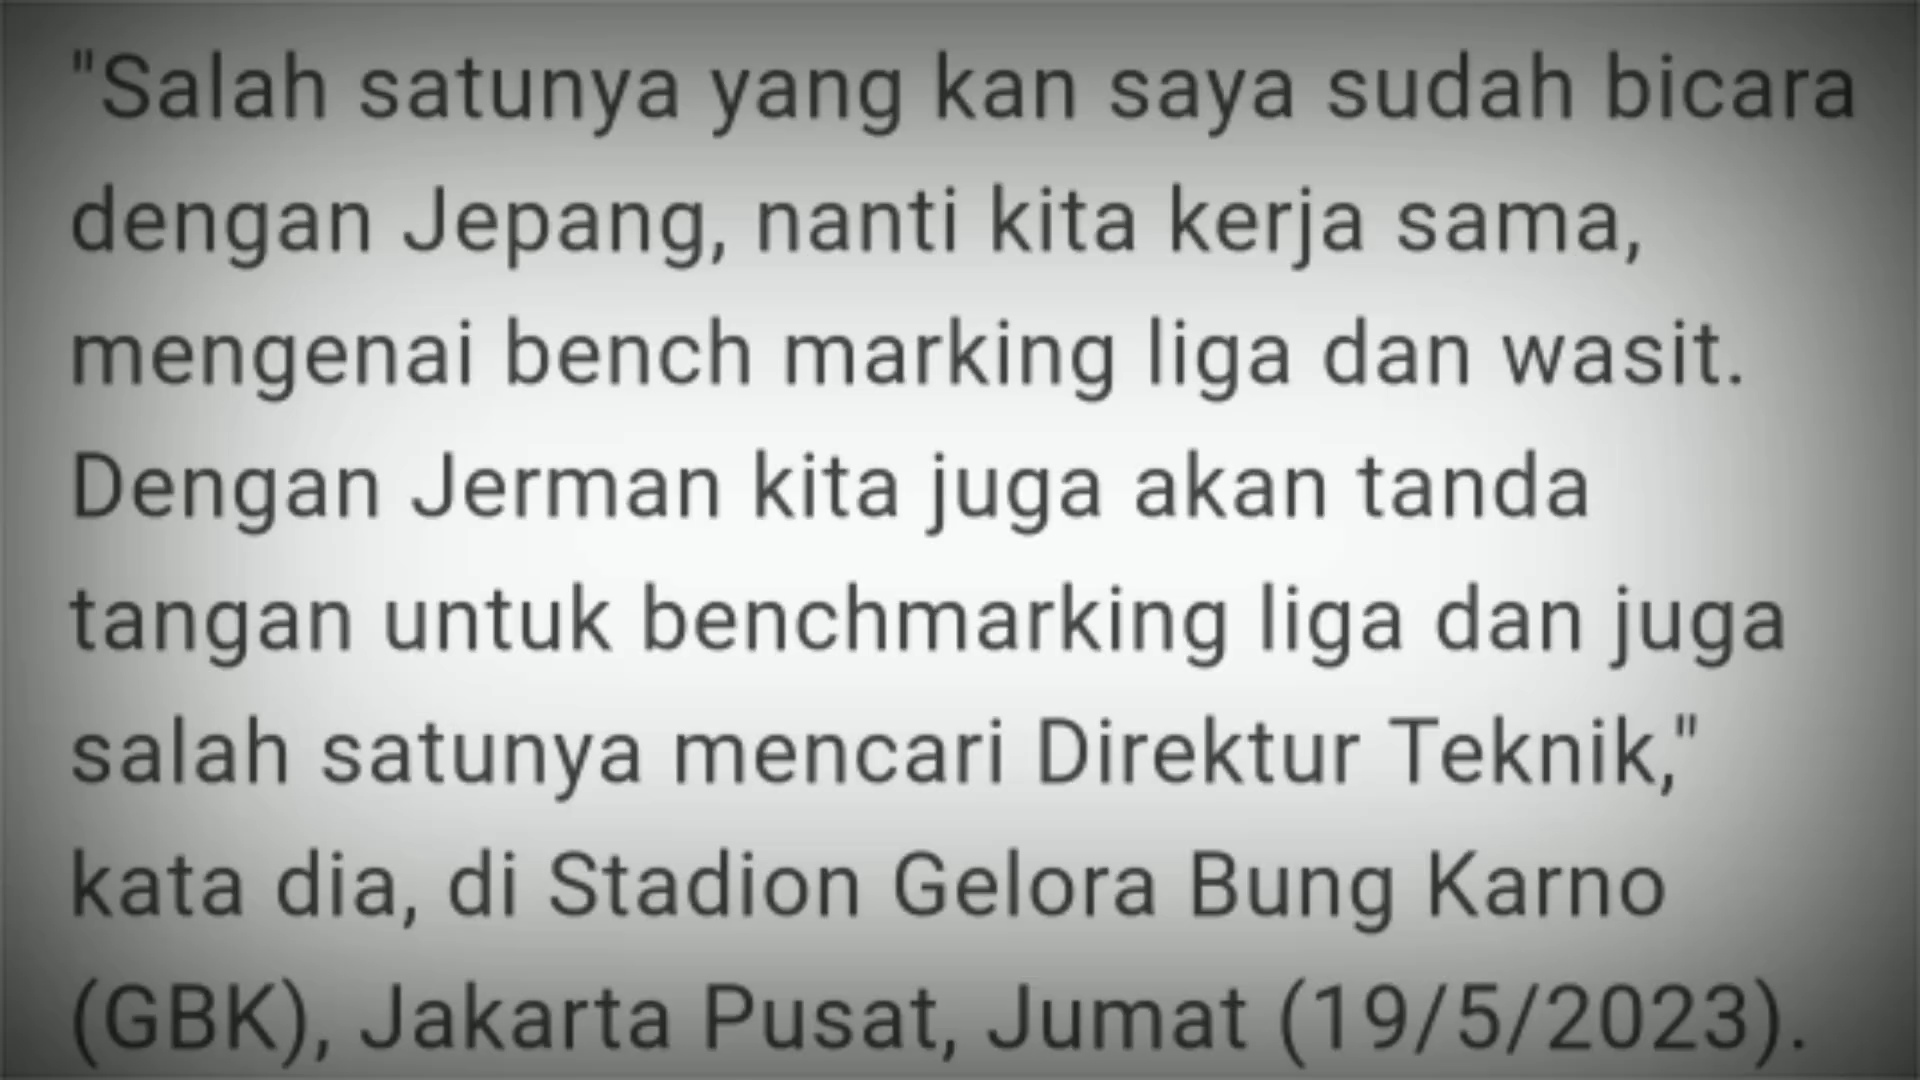 "Salah satunya yang kan saya sudah bicara
dengan Jepang, nanti kita kerja sama,
mengenai bench marking liga dan wasit.
Dengan Jerman kita juga akan tanda
tangan untuk benchmarking liga dan juga
salah satunya mencari Direktur Teknik,"
kata dia, di Stadion Gelora Bung Karno
(GBK), Jakarta Pusat, Jumat (19/5/2023).